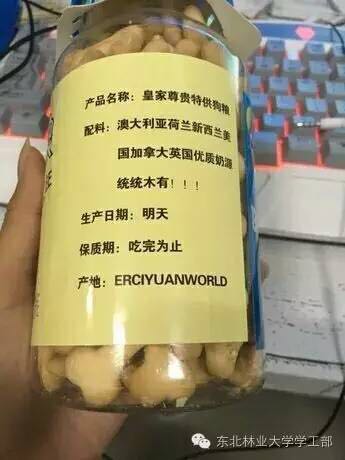 产品名称：皇家尊贵特供狗粮
配料：澳大利亚荷兰新西兰美
国加拿大英国优质奶源
统统木有！！！
生产日期：明天
保质期：吃完为止
产地：ERCIYUANWORLD
东北林业大学学工部